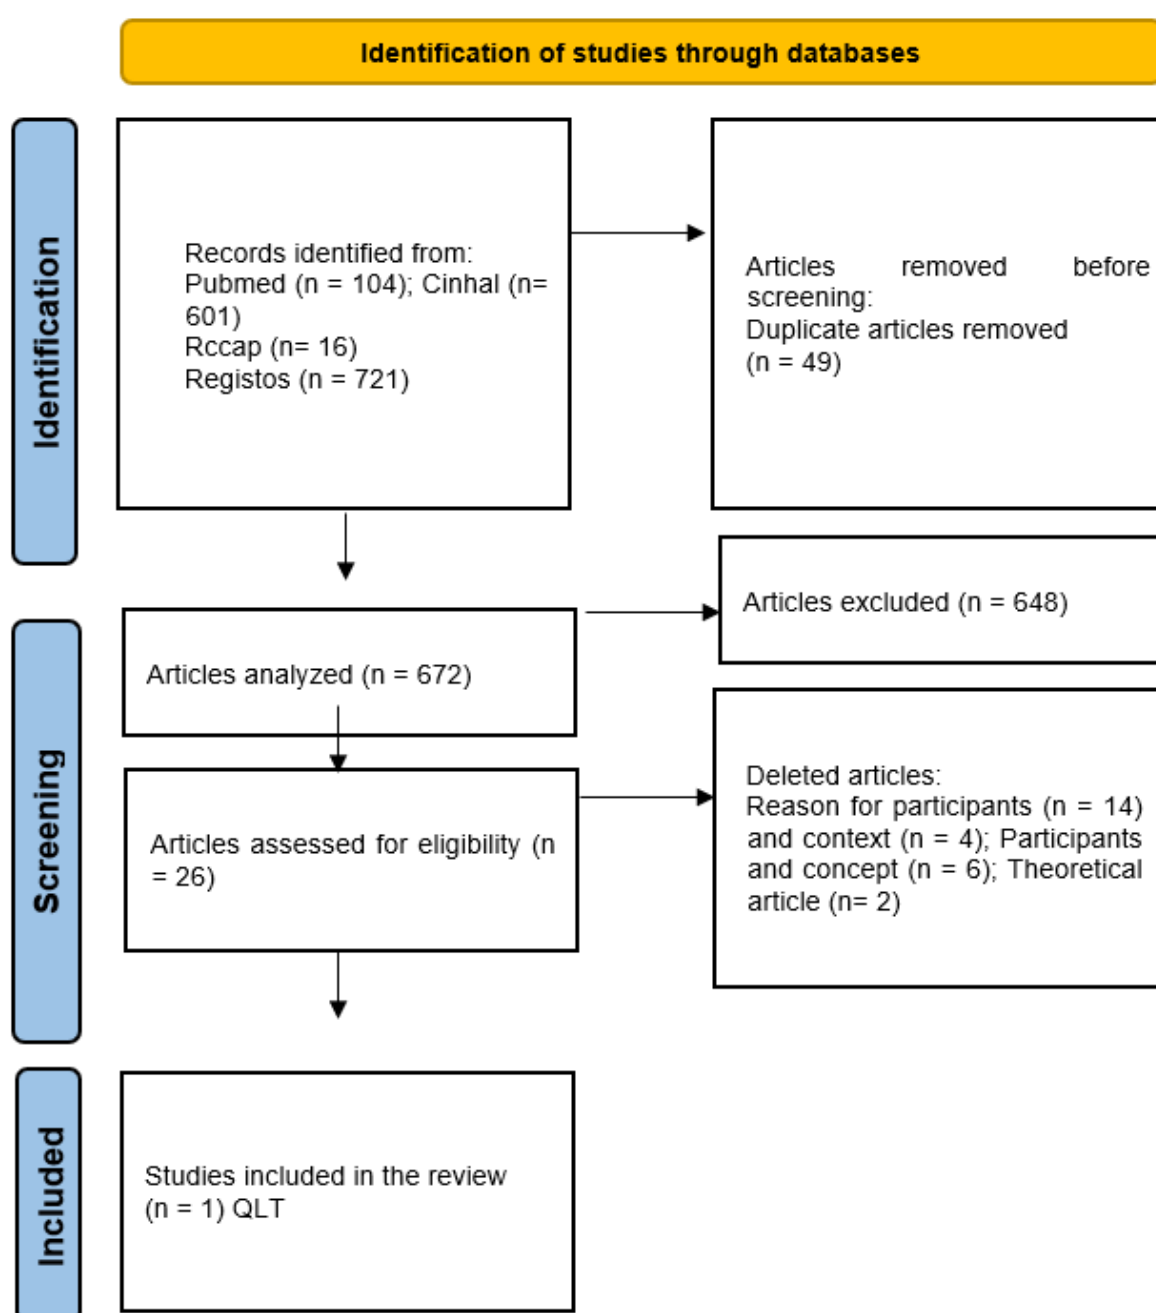 Identification of studies through databases
Identification
Records identified from:
Pubmed (n = 104); Cinhal (n=
601)
Rccap (n= 16)
Registos (n = 721)
Articles removed before
screening:
Duplicate articles removed
(n = 49)
Screening
Articles analyzed (n = 672)
Articles excluded (n = 648)
Articles assessed for eligibility (n
= 26)
Deleted articles:
Reason for participants (n = 14)
and context (n = 4); Participants
and concept (n = 6); Theoretical
article (n= 2)
Included
Studies included in the review
(n = 1) QLT